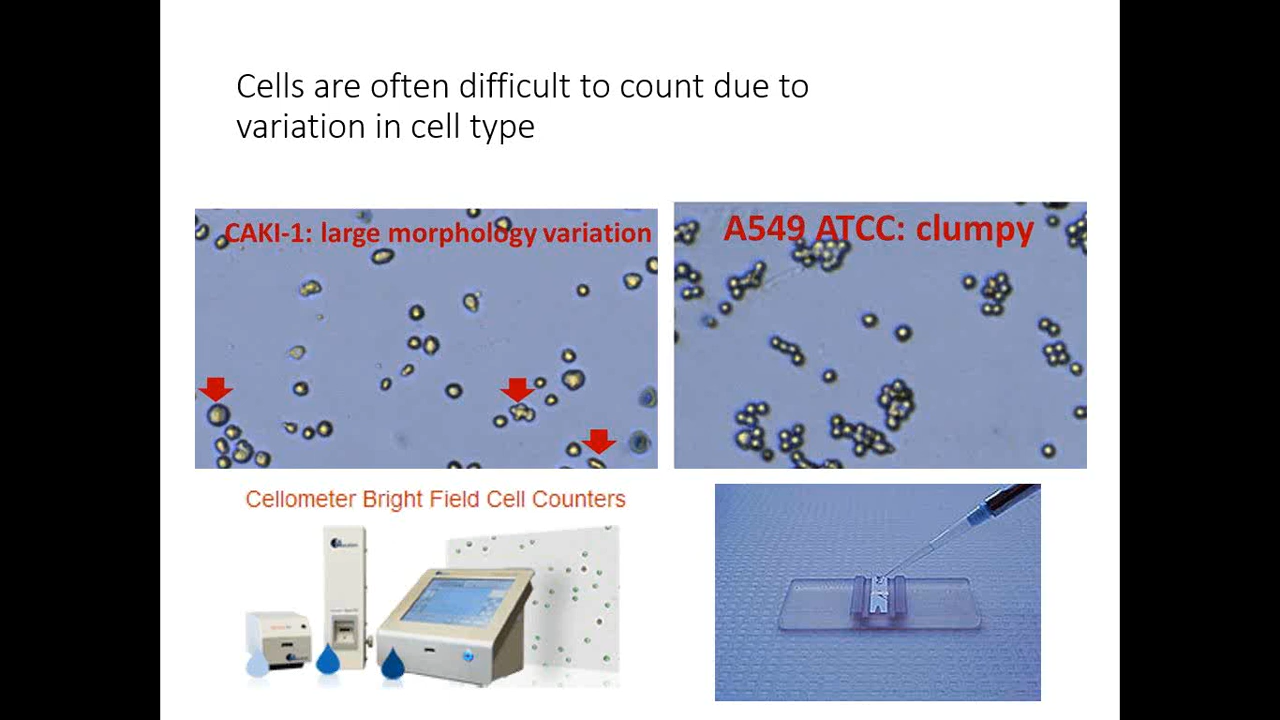 Cells are often difficult to count due to
variation in cell type
CAKI-1: large morphology variation
A549 ATCC: clumpy
Cellometer Bright Field Cell Counters